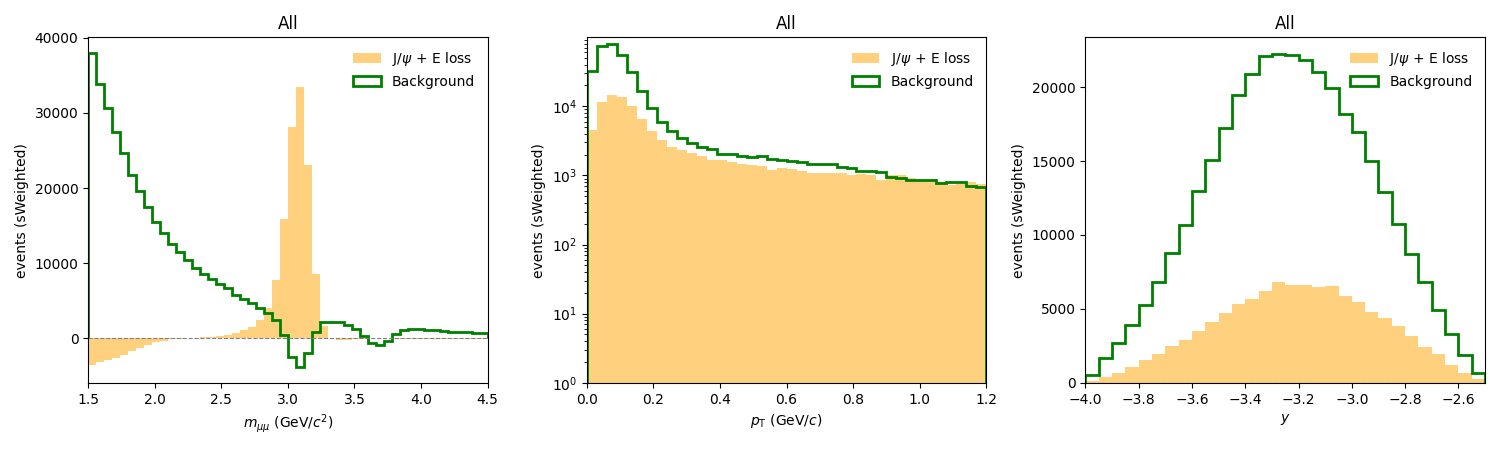 All
events (sWeighted)
40000
30000
20000
10000
0
J/ψ + E loss
Background
1.5 2.0 2.5 3.0 3.5 4.0 4.5
m_μμ (GeV/c²)
All
events (sWeighted)
10⁴
10³
10²
10¹
10⁰
J/ψ + E loss
Background
0.0 0.2 0.4 0.6 0.8 1.0 1.2
p_T (GeV/c)
All
events (sWeighted)
20000
15000
10000
5000
0
J/ψ + E loss
Background
−4.0 −3.8 −3.6 −3.4 −3.2 −3.0 −2.8 −2.6
y